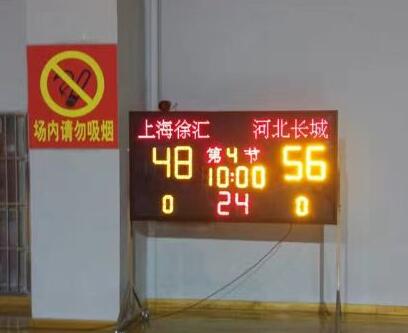 场内请勿吸烟
上海徐汇 河北长城
48 第4节 56
10:00
0 24 0